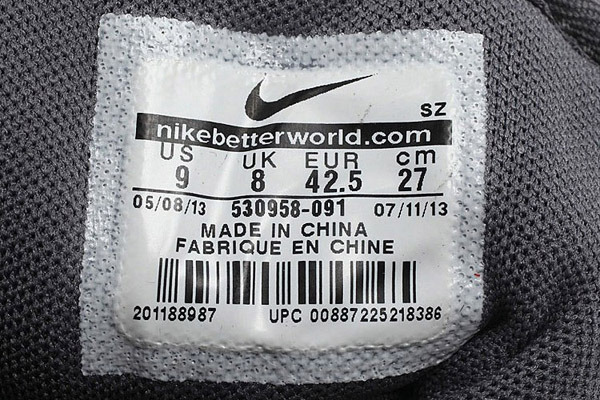 SZ
nikebetterworld.com
US UK EUR cm
9 8 42.5 27
05/08/13 530958-091 07/11/13
MADE IN CHINA
FABRIQUE EN CHINE
201188987 UPC 00887225218386